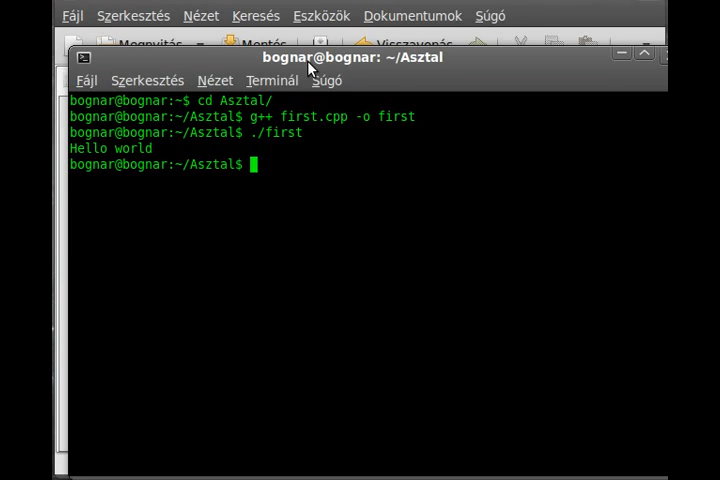 Fájl Szerkesztés Nézet Keresés Eszközök Dokumentumok Súgó
bognar@bognar: ~/Asztal
Fájl Szerkesztés Nézet Terminál Súgó
bognar@bognar:~$ cd Asztal/
bognar@bognar:~/Asztal$ g++ first.cpp -o first
bognar@bognar:~/Asztal$ ./first
Hello world
bognar@bognar:~/Asztal$